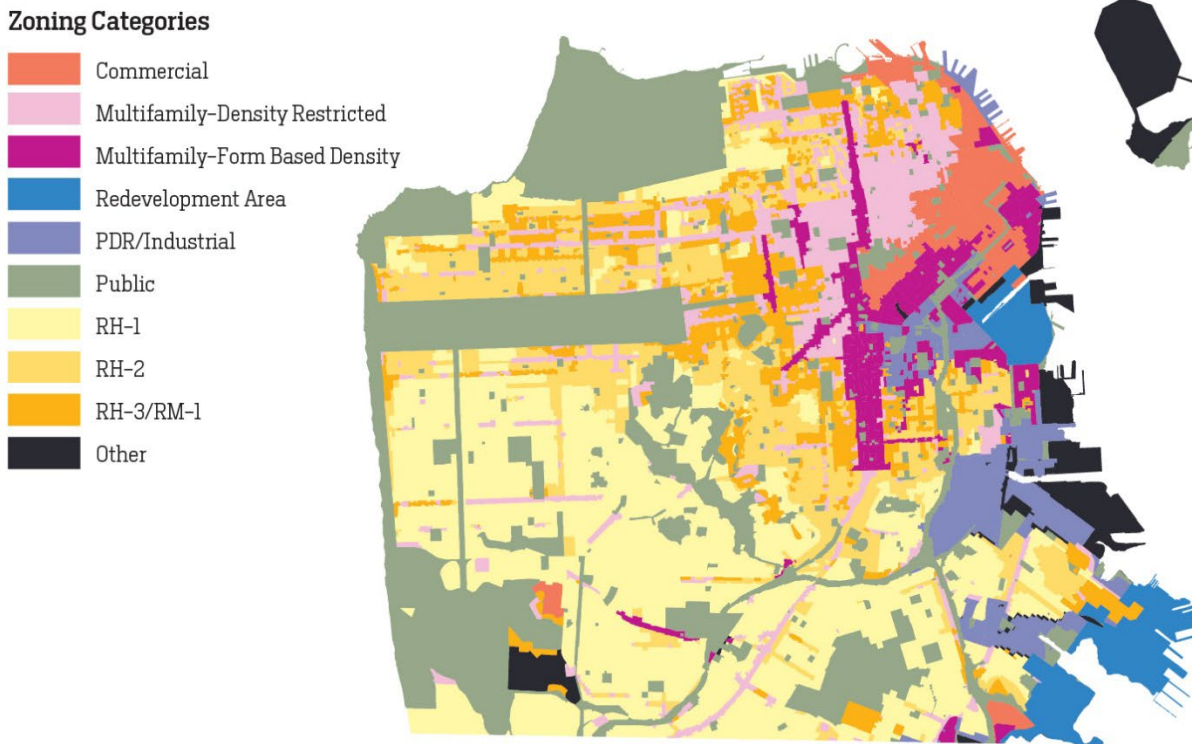 Zoning Categories
Commercial
Multifamily-Density Restricted
Multifamily-Form Based Density
Redevelopment Area
PDR/Industrial
Public
RH-1
RH-2
RH-3/RM-1
Other